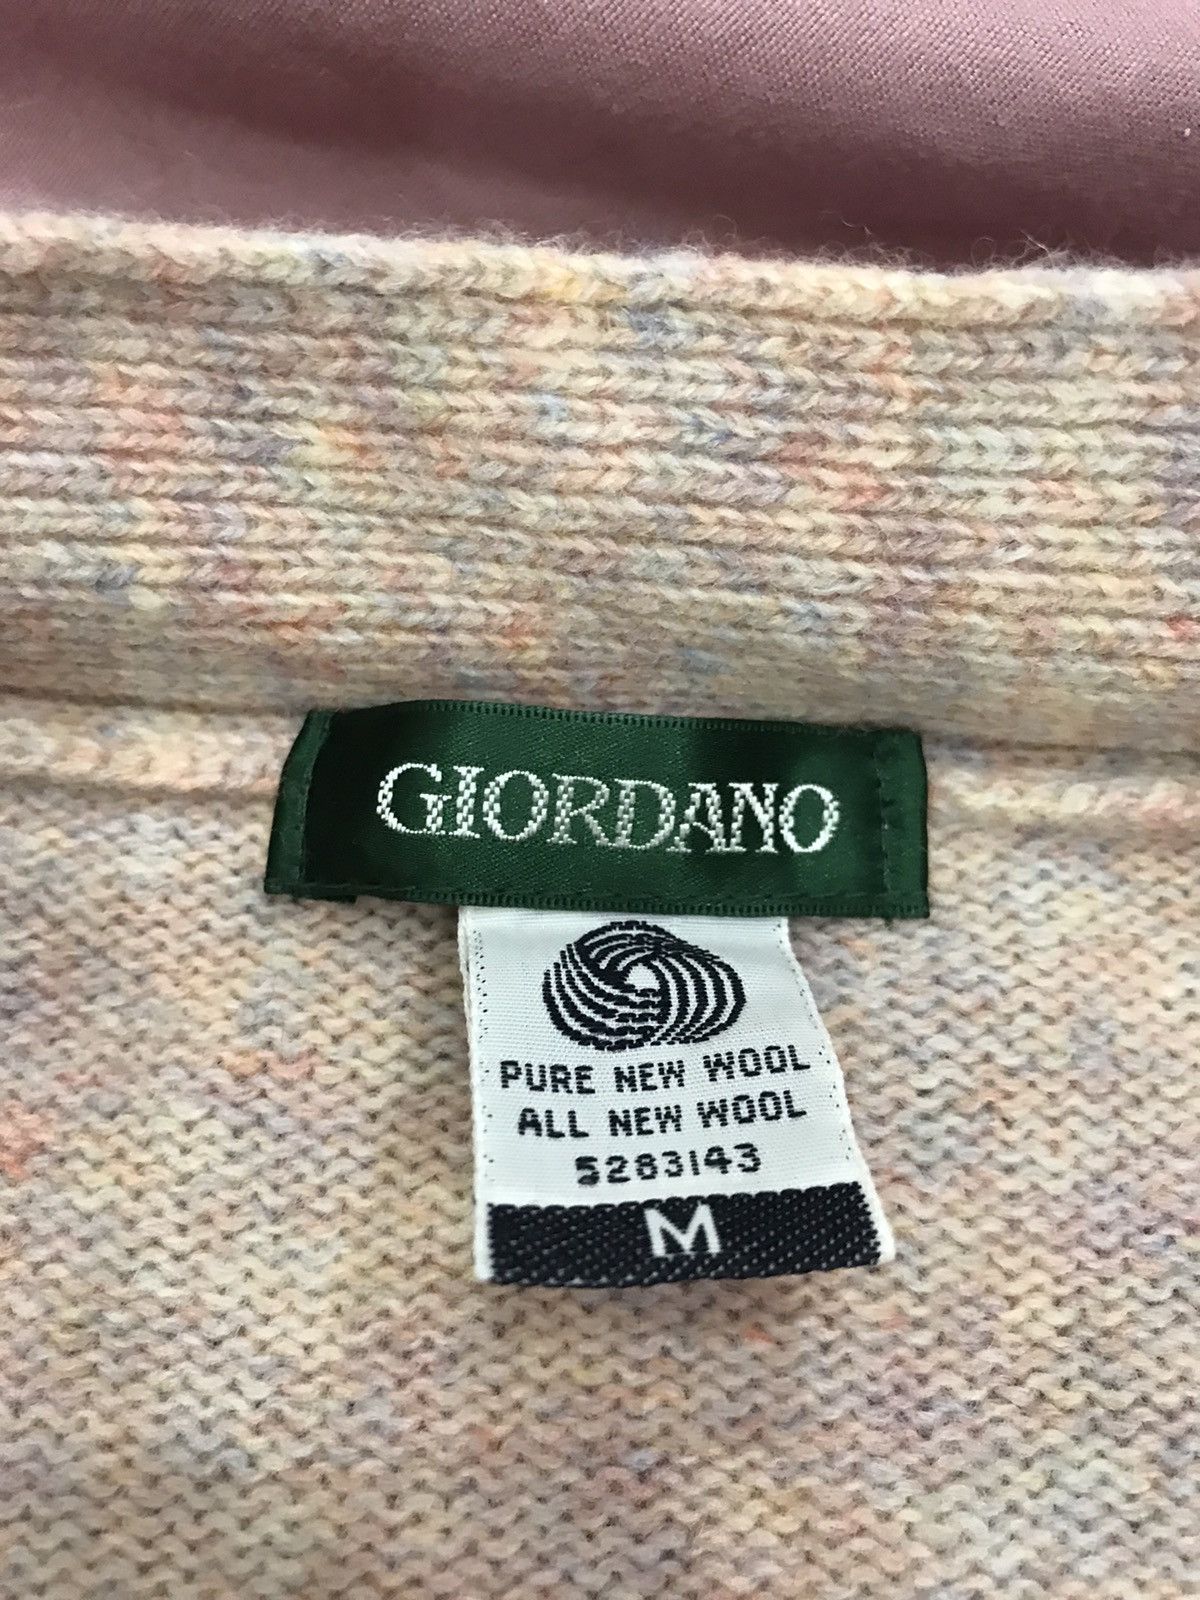 GIORDANO
PURE NEW WOOL
ALL NEW WOOL
5283143
M